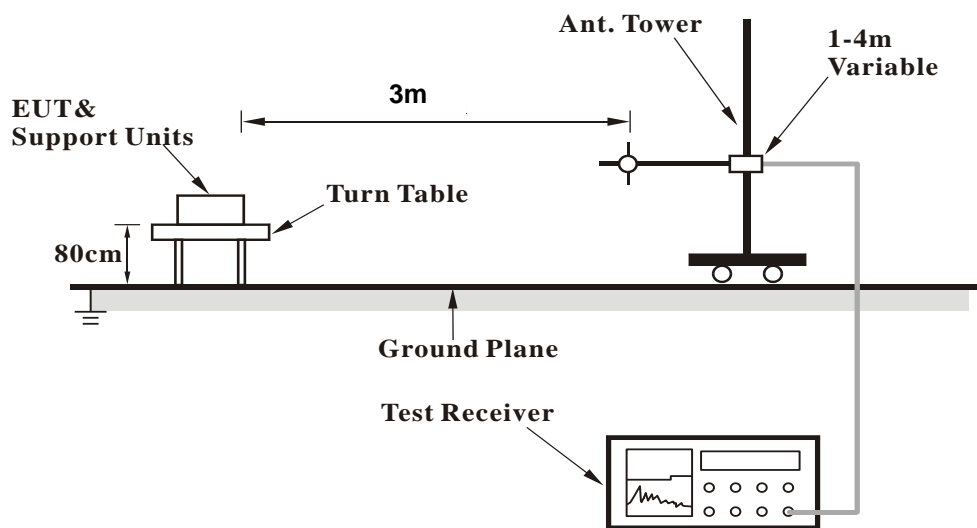 Ant. Tower
1-4m
Variable
3m
EUT&
Support Units
Turn Table
80cm
Ground Plane
Test Receiver